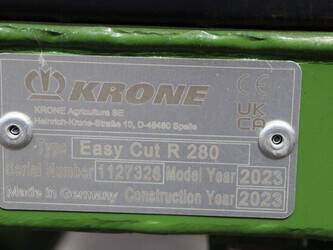 KRONE
KRONE Agriculture SE
Heinrich-Krone-Straße 10, D-48480 Spelle
CE
UK CA
Type Easy Cut R 280
Serial Number 1127326 Model Year 2023
Made in Germany Construction Year 2023